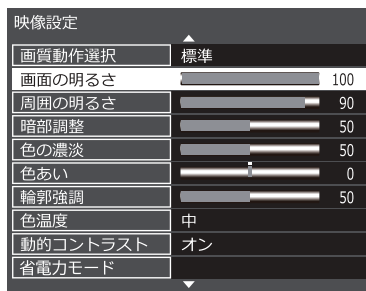 映像設定
画質動作選択 標準
画面の明るさ 100
周囲の明るさ 90
暗部調整 50
色の濃淡 50
色あい 0
輪郭強調 50
色温度 中
動的コントラスト オン
省電力モード